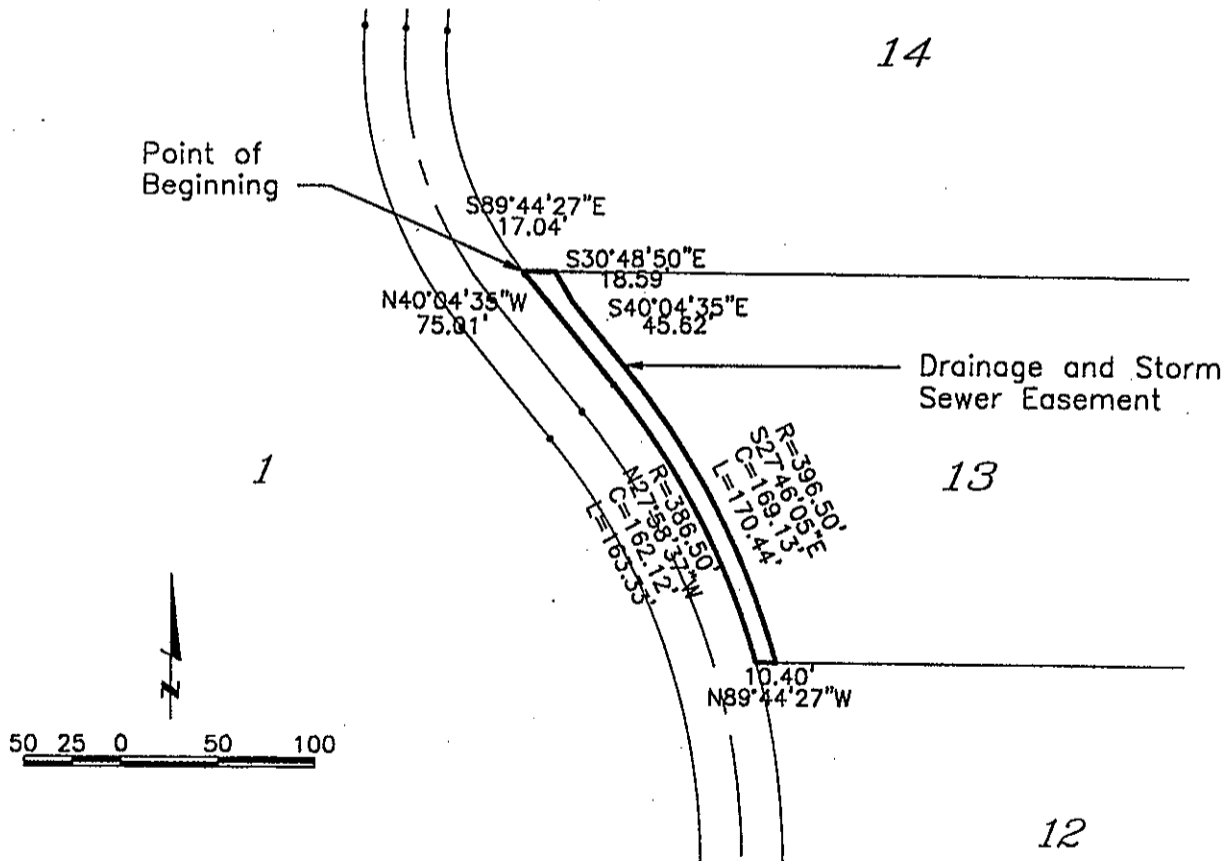 14
Point of
Beginning
S89°44'27"E
17.04'
S30°48'50"E
18.59'
N40°04'35"W
75.01'
S40°04'35"E
45.62'
Drainage and Storm
Sewer Easement
1
R=396.50'
S27°46'05"E
C=169.13'
L=170.44'
13
R=386.50'
N27°58'37"W
C=162.12'
L=163.33'
10.40'
N89°44'27"W
N
50 25 0 50 100
12